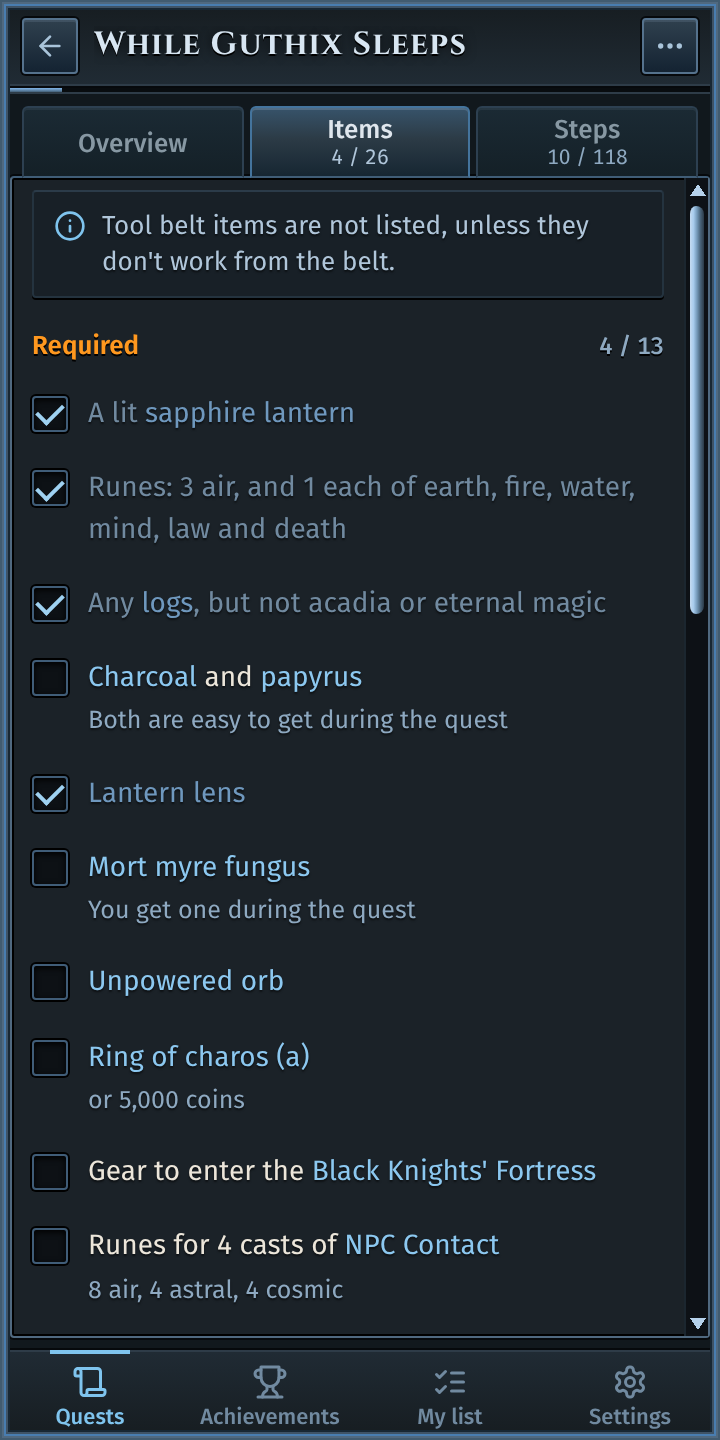 While Guthix Sleeps
Overview
Items
4 / 26
Steps
10 / 118
Tool belt items are not listed, unless they
don't work from the belt.
Required
4 / 13
A lit sapphire lantern
Runes: 3 air, and 1 each of earth, fire, water,
mind, law and death
Any logs, but not acadia or eternal magic
Charcoal and papyrus
Both are easy to get during the quest
Lantern lens
Mort myre fungus
You get one during the quest
Unpowered orb
Ring of charos (a)
or 5,000 coins
Gear to enter the Black Knights' Fortress
Runes for 4 casts of NPC Contact
8 air, 4 astral, 4 cosmic
Quests
Achievements
My list
Settings